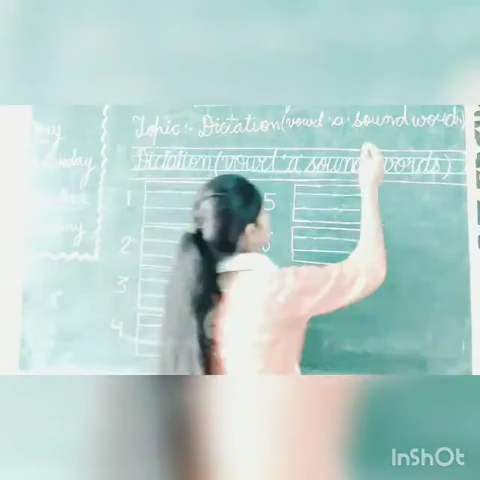 Topic :- Dictation (vowel 'a' sound words)
Dictation (vowel 'a' sound words)
1
5
2
3
4
InShOt